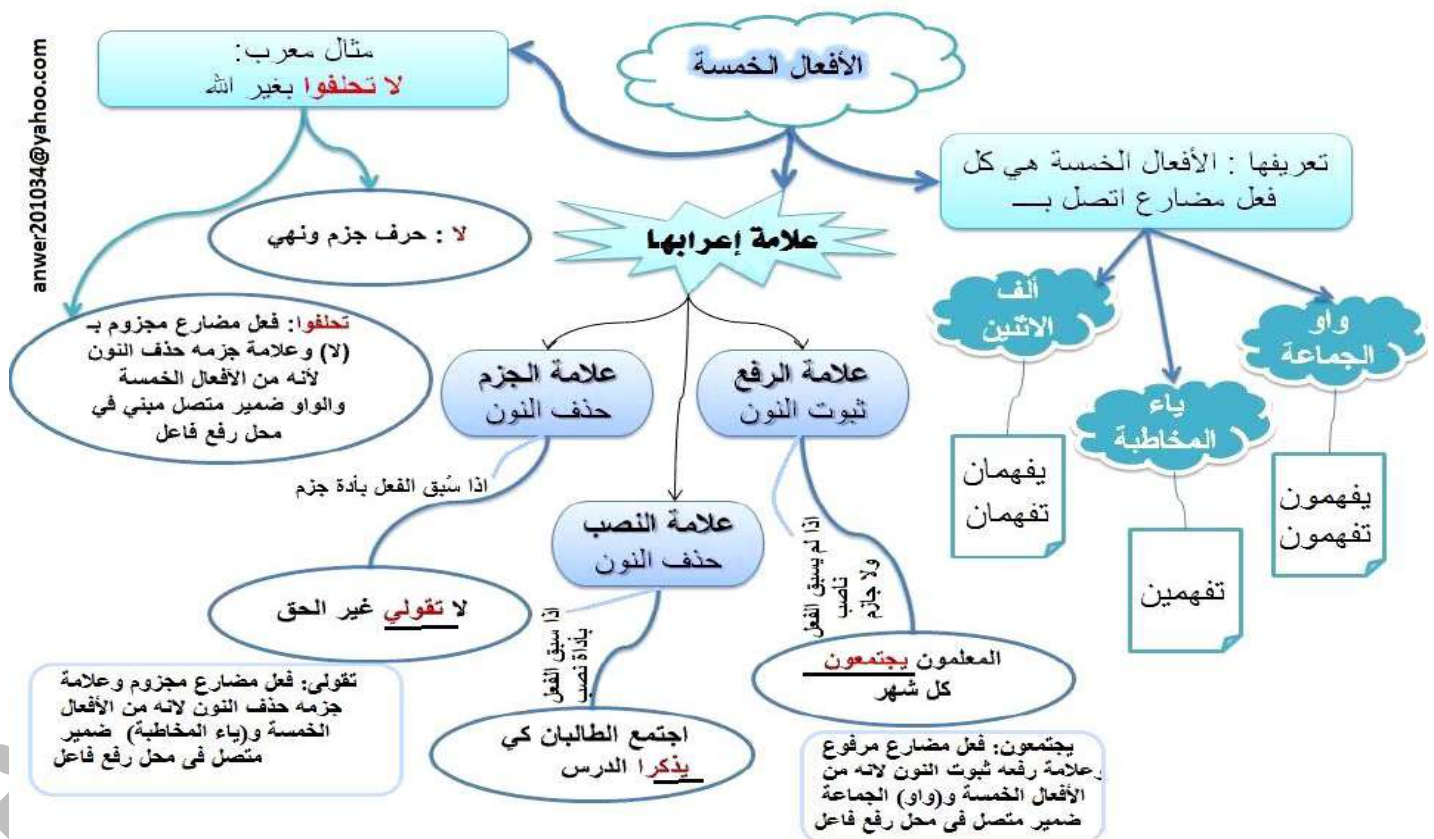 الأفعال الخمسة
تعريفها : الأفعال الخمسة هي كل
فعل مضارع اتصل بـــ
واو
الجماعة
يفهمون
تفهمون
ياء
المخاطبة
تفهمين
ألف
الاثنين
يفهمان
تفهمان
علامة إعرابها
علامة الرفع
ثبوت النون
اذا لم يسبق الفعل
ناصب
ولا جازم
المعلمون يجتمعون
كل شهر
يجتمعون: فعل مضارع مرفوع
وعلامة رفعه ثبوت النون لانه من
الأفعال الخمسة و(واو) الجماعة
ضمير متصل فى محل رفع فاعل
علامة النصب
حذف النون
اذا سبق الفعل
بأداة نصب
اجتمع الطالبان كي
يذكرا الدرس
علامة الجزم
حذف النون
اذا سُبق الفعل بأدة جزم
لا تقولي غير الحق
تقولى: فعل مضارع مجزوم وعلامة
جزمه حذف النون لانه من الأفعال
الخمسة و(ياء المخاطبة) ضمير
متصل فى محل رفع فاعل
مثال معرب:
لا تحلفوا بغير الله
لا : حرف جزم ونهي
تحلفوا: فعل مضارع مجزوم بـ
(لا) وعلامة جزمه حذف النون
لأنه من الأفعال الخمسة
والواو ضمير متصل مبني في
محل رفع فاعل
anwer201034@yahoo.com